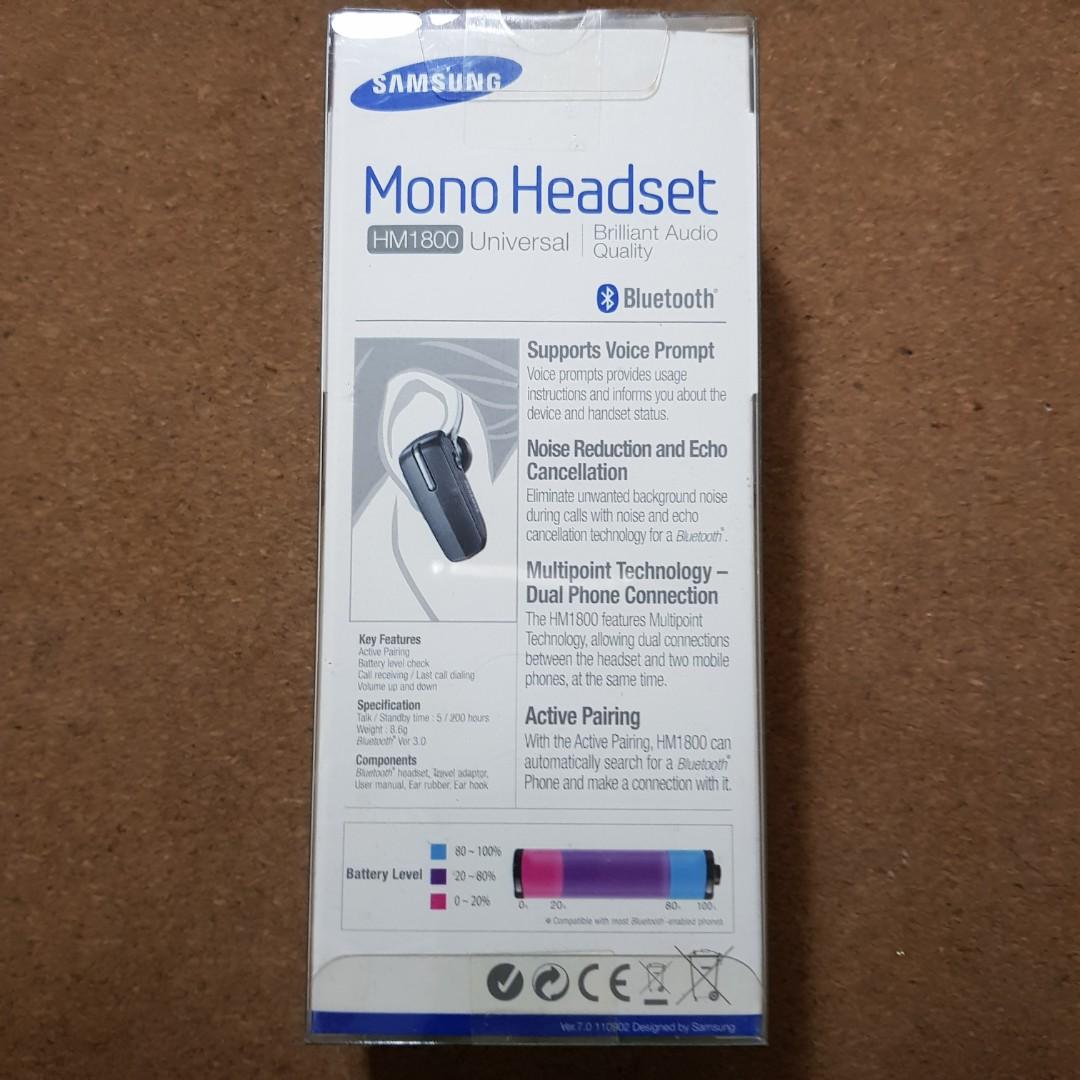 SAMSUNG
Mono Headset
HM1800 Universal
Brilliant Audio
Quality
Bluetooth®
Supports Voice Prompt
Voice prompts provides usage
instructions and informs you about the
device and handset status.
Noise Reduction and Echo
Cancellation
Eliminate unwanted background noise
during calls with noise and echo
cancellation technology for a Bluetooth®.
Multipoint Technology –
Dual Phone Connection
The HM1800 features Multipoint
Technology, allowing dual connections
between the headset and two mobile
phones, at the same time.
Active Pairing
With the Active Pairing, HM1800 can
automatically search for a Bluetooth®
Phone and make a connection with it.
Key Features
Active Pairing
Battery level check
Call receiving / Last call dialing
Volume up and down
Specification
Talk / Standby time : 5 / 200 hours
Weight : 8.6g
Bluetooth® Ver 3.0
Components
Bluetooth® headset, Travel adaptor,
User manual, Ear rubber, Ear hook
Battery Level
80 ~ 100%
20 ~ 80%
0 ~ 20%
0% 20% 80% 100%
※ Compatible with most Bluetooth -enabled phones.
CE
Ver.7.0 110902 Designed by Samsung